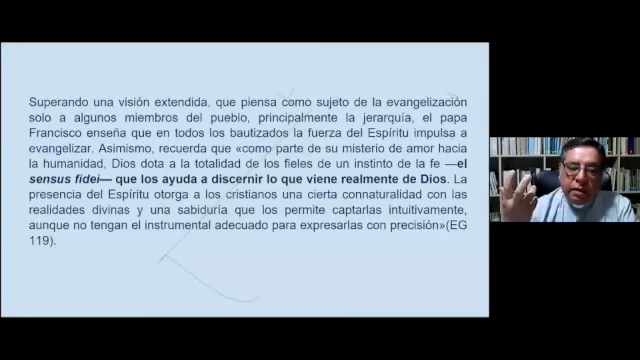 Superando una visión extendida, que piensa como sujeto de la evangelización
solo a algunos miembros del pueblo, principalmente la jerarquía, el papa
Francisco enseña que en todos los bautizados la fuerza del Espíritu impulsa a
evangelizar. Asimismo, recuerda que «como parte de su misterio de amor hacia
la humanidad, Dios dota a la totalidad de los fieles de un instinto de la fe —el
sensus fidei— que los ayuda a discernir lo que viene realmente de Dios. La
presencia del Espíritu otorga a los cristianos una cierta connaturalidad con las
realidades divinas y una sabiduría que los permite captarlas intuitivamente,
aunque no tengan el instrumental adecuado para expresarlas con precisión»(EG
119).